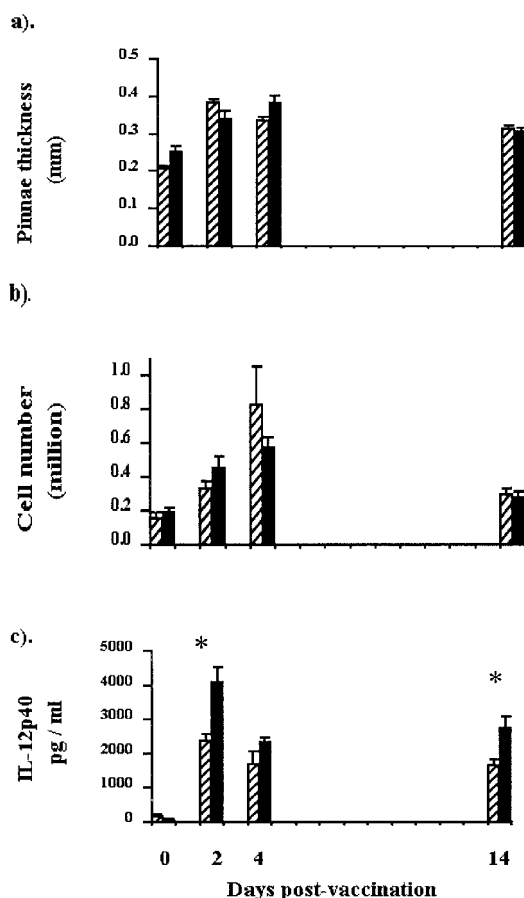 a).
0.5
0.4
0.3
0.2
0.1
0.0
Pinnae thickness
(mm)
b).
1.0
0.8
0.6
0.4
0.2
0.0
Cell number
(million)
c).
5000
4000
3000
2000
1000
0
IL-12p40
pg / ml
*
*
0 2 4 14
Days post-vaccination